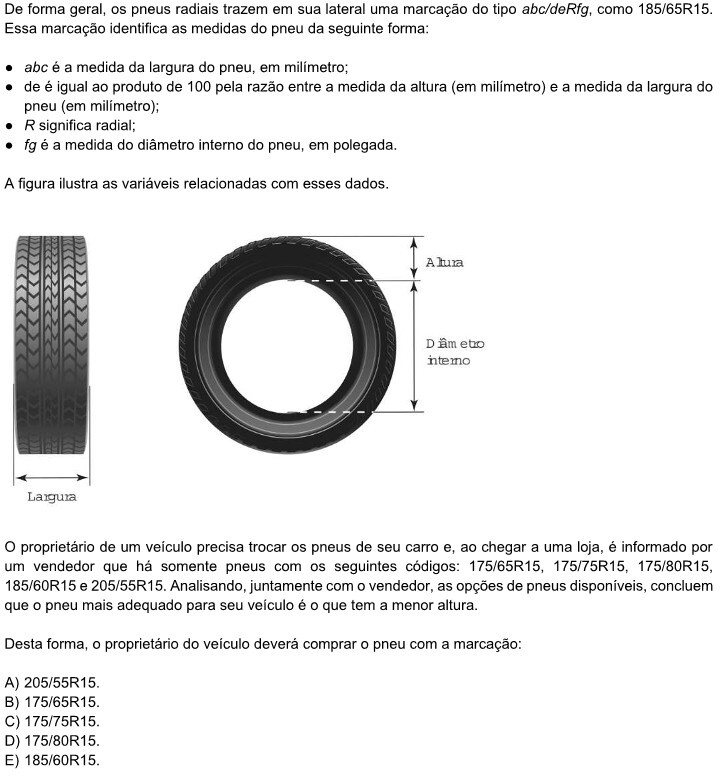 De forma geral, os pneus radiais trazem em sua lateral uma marcação do tipo abc/deRfg, como 185/65R15.
Essa marcação identifica as medidas do pneu da seguinte forma:
● abc é a medida da largura do pneu, em milímetro;
● de é igual ao produto de 100 pela razão entre a medida da altura (em milímetro) e a medida da largura do
pneu (em milímetro);
● R significa radial;
● fg é a medida do diâmetro interno do pneu, em polegada.
A figura ilustra as variáveis relacionadas com esses dados.
Altura
Diâmetro
interno
Largura
O proprietário de um veículo precisa trocar os pneus de seu carro e, ao chegar a uma loja, é informado por
um vendedor que há somente pneus com os seguintes códigos: 175/65R15, 175/75R15, 175/80R15,
185/60R15 e 205/55R15. Analisando, juntamente com o vendedor, as opções de pneus disponíveis, concluem
que o pneu mais adequado para seu veículo é o que tem a menor altura.
Desta forma, o proprietário do veículo deverá comprar o pneu com a marcação:
A) 205/55R15.
B) 175/65R15.
C) 175/75R15.
D) 175/80R15.
E) 185/60R15.